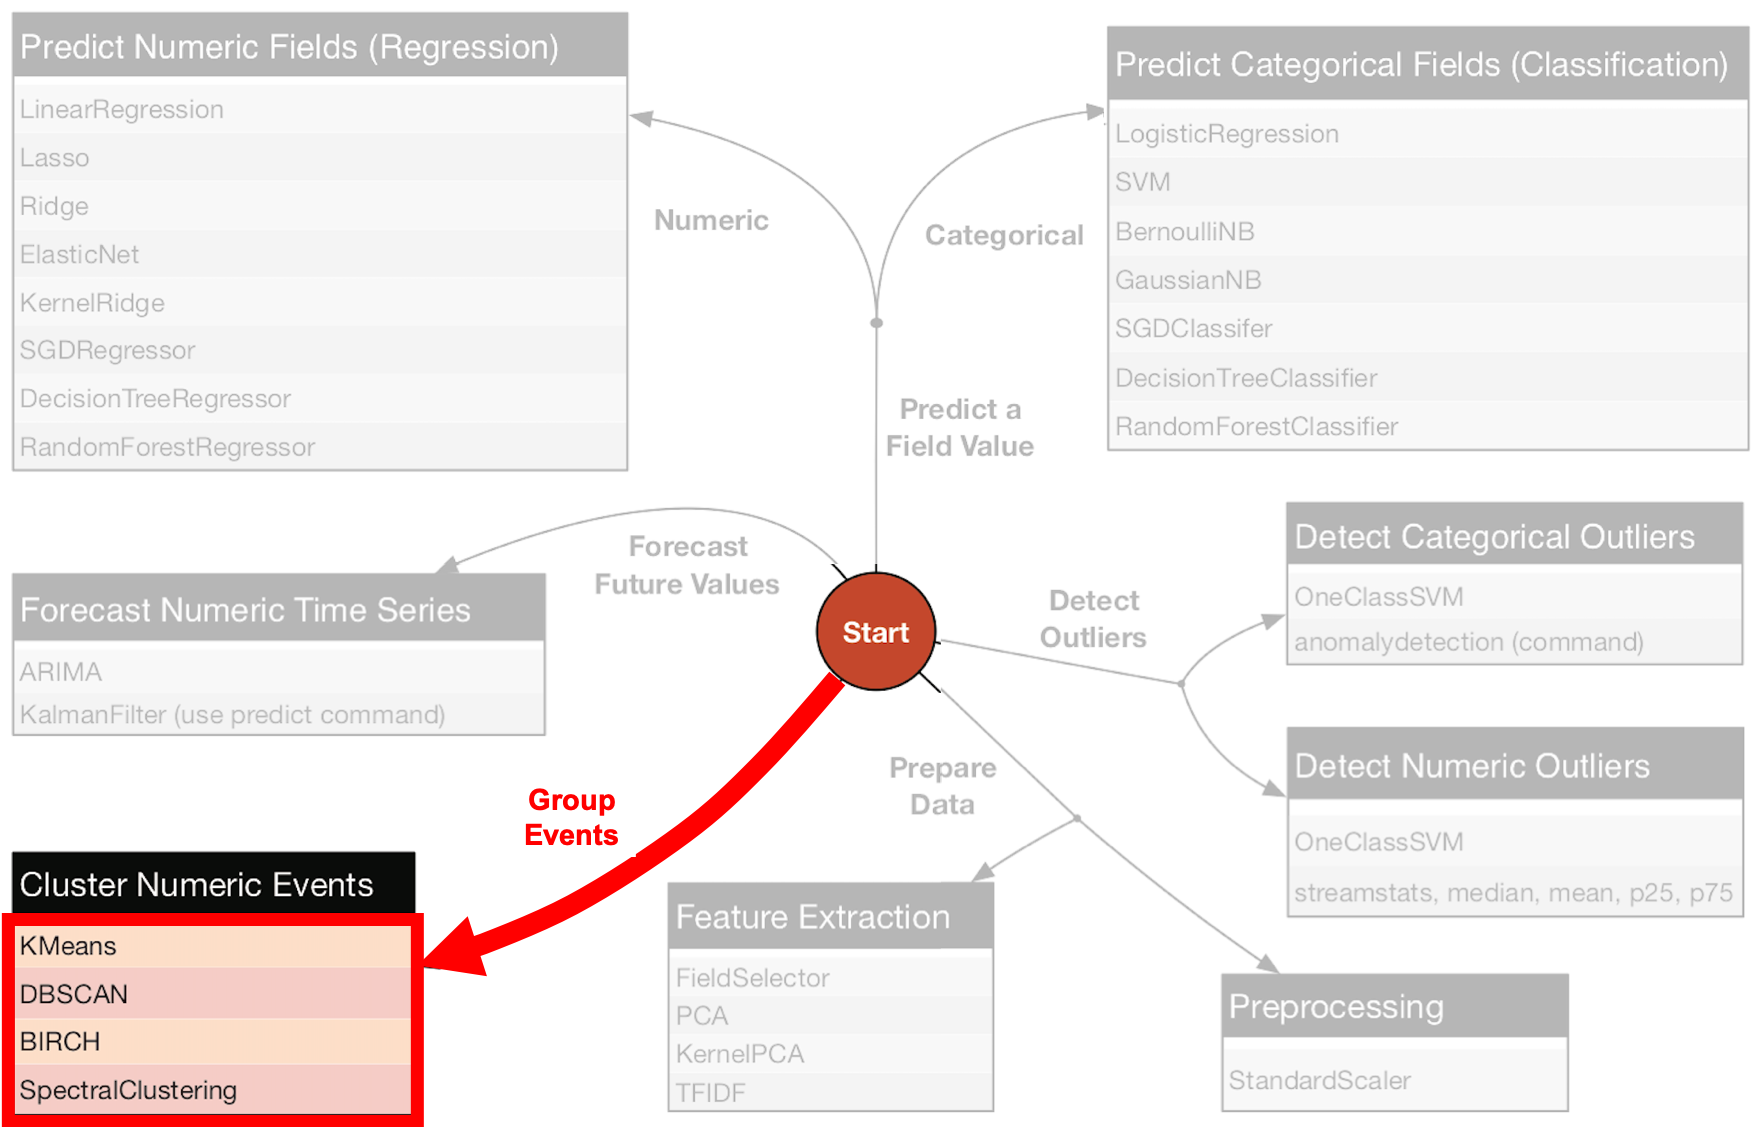 Predict Numeric Fields (Regression)
LinearRegression
Lasso
Ridge
ElasticNet
KernelRidge
SGDRegressor
DecisionTreeRegressor
RandomForestRegressor
Numeric
Categorical
Predict Categorical Fields (Classification)
LogisticRegression
SVM
BernoulliNB
GaussianNB
SGDClassifer
DecisionTreeClassifier
RandomForestClassifier
Predict a
Field Value
Forecast
Future Values
Forecast Numeric Time Series
ARIMA
KalmanFilter (use predict command)
Start
Detect
Outliers
Detect Categorical Outliers
OneClassSVM
anomalydetection (command)
Detect Numeric Outliers
OneClassSVM
streamstats, median, mean, p25, p75
Group
Events
Cluster Numeric Events
KMeans
DBSCAN
BIRCH
SpectralClustering
Prepare
Data
Feature Extraction
FieldSelector
PCA
KernelPCA
TFIDF
Preprocessing
StandardScaler